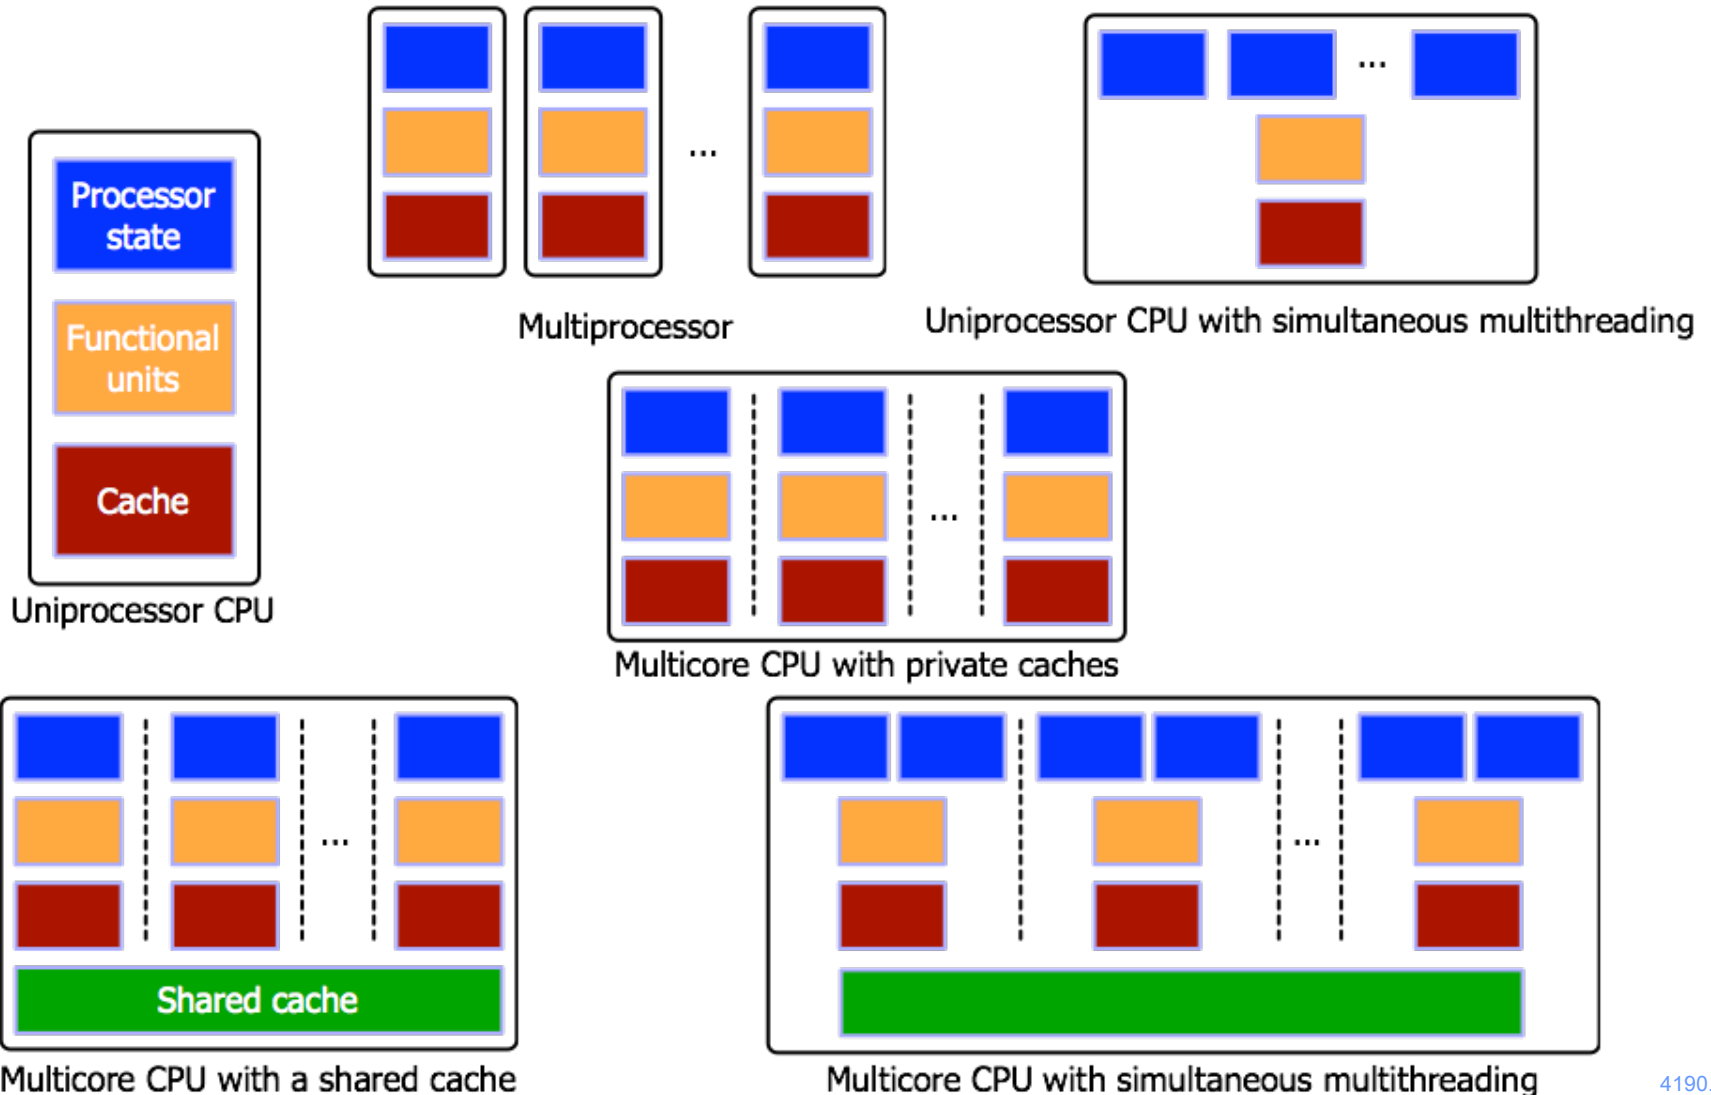 Processor
state
Functional
units
Cache
Uniprocessor CPU
...
Multiprocessor
...
Uniprocessor CPU with simultaneous multithreading
...
Multicore CPU with private caches
...
Shared cache
Multicore CPU with a shared cache
...
Multicore CPU with simultaneous multithreading
4190.